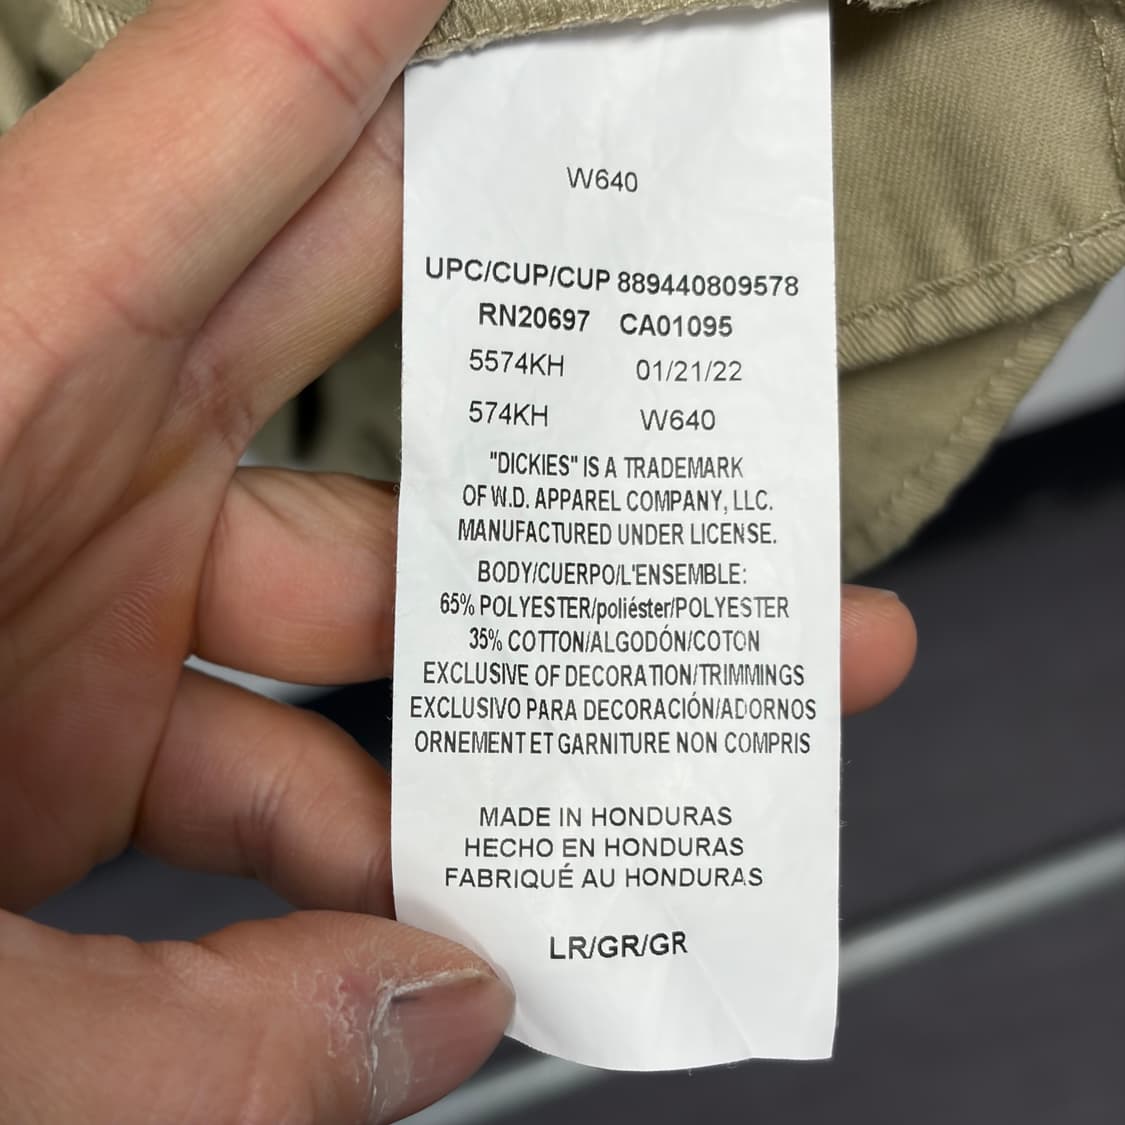 W640
UPC/CUP/CUP 889440809578
RN20697 CA01095
5574KH 01/21/22
574KH W640
"DICKIES" IS A TRADEMARK
OF W.D. APPAREL COMPANY, LLC.
MANUFACTURED UNDER LICENSE.
BODY/CUERPO/L'ENSEMBLE:
65% POLYESTER/poliéster/POLYESTER
35% COTTON/ALGODÓN/COTON
EXCLUSIVE OF DECORATION/TRIMMINGS
EXCLUSIVO PARA DECORACIÓN/ADORNOS
ORNEMENT ET GARNITURE NON COMPRIS
MADE IN HONDURAS
HECHO EN HONDURAS
FABRIQUÉ AU HONDURAS
LR/GR/GR